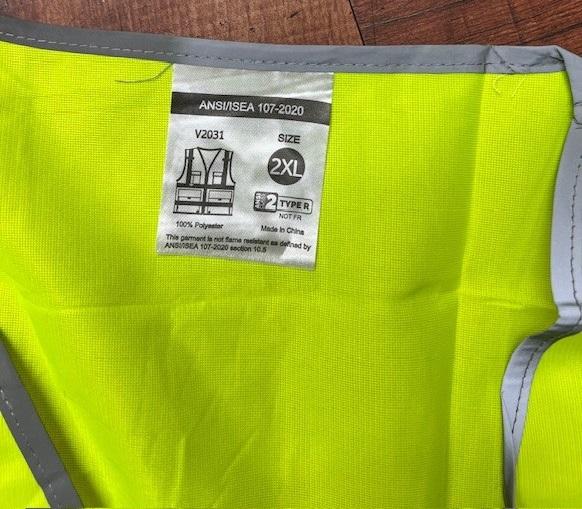 ANSI/ISEA 107-2020
V2031
SIZE
2XL
2 TYPE R
NOT FR
100% Polyester
Made in China
This garment is not flame resistant as defined by
ANSI/ISEA 107-2020 section 10.5